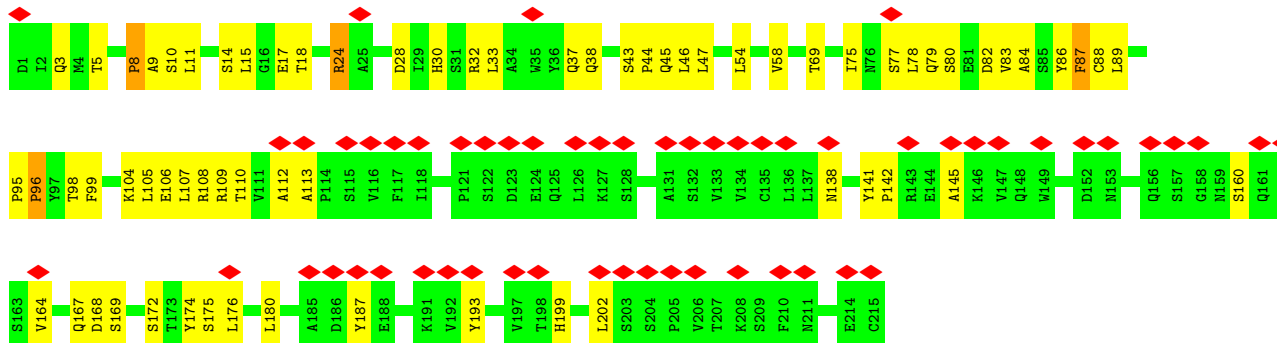 D1 I2 Q3 M4 T5 P8 A9 S10 L11 S14 L15 G16 E17 T18 R24 A25 D28 I29 H30 S31 R32 L33 A34 W35 Y36 Q37 Q38 S43 P44 Q45 L46 L47 L54 V58 T69 I75 N76 S77 L78 Q79 S80 E81 D82 V83 A84 S85 Y86 F87 C88 L89
P95 P96 Y97 T98 F99 K104 L105 E106 L107 R108 R109 T110 V111 A112 A113 P114 S115 V116 F117 I118 P121 S122 D123 E124 Q125 L126 K127 S128 A131 S132 V133 V134 C135 L136 L137 N138 Y141 P142 R143 E144 A145 K146 V147 Q148 W149 D152 N153 Q156 S157 G158 N159 S160 Q161
S163 V164 Q167 D168 S169 S172 T173 Y174 S175 L176 L180 A185 D186 Y187 E188 K191 V192 Y193 V197 T198 H199 L202 S203 S204 P205 V206 T207 K208 S209 F210 N211 E214 C215